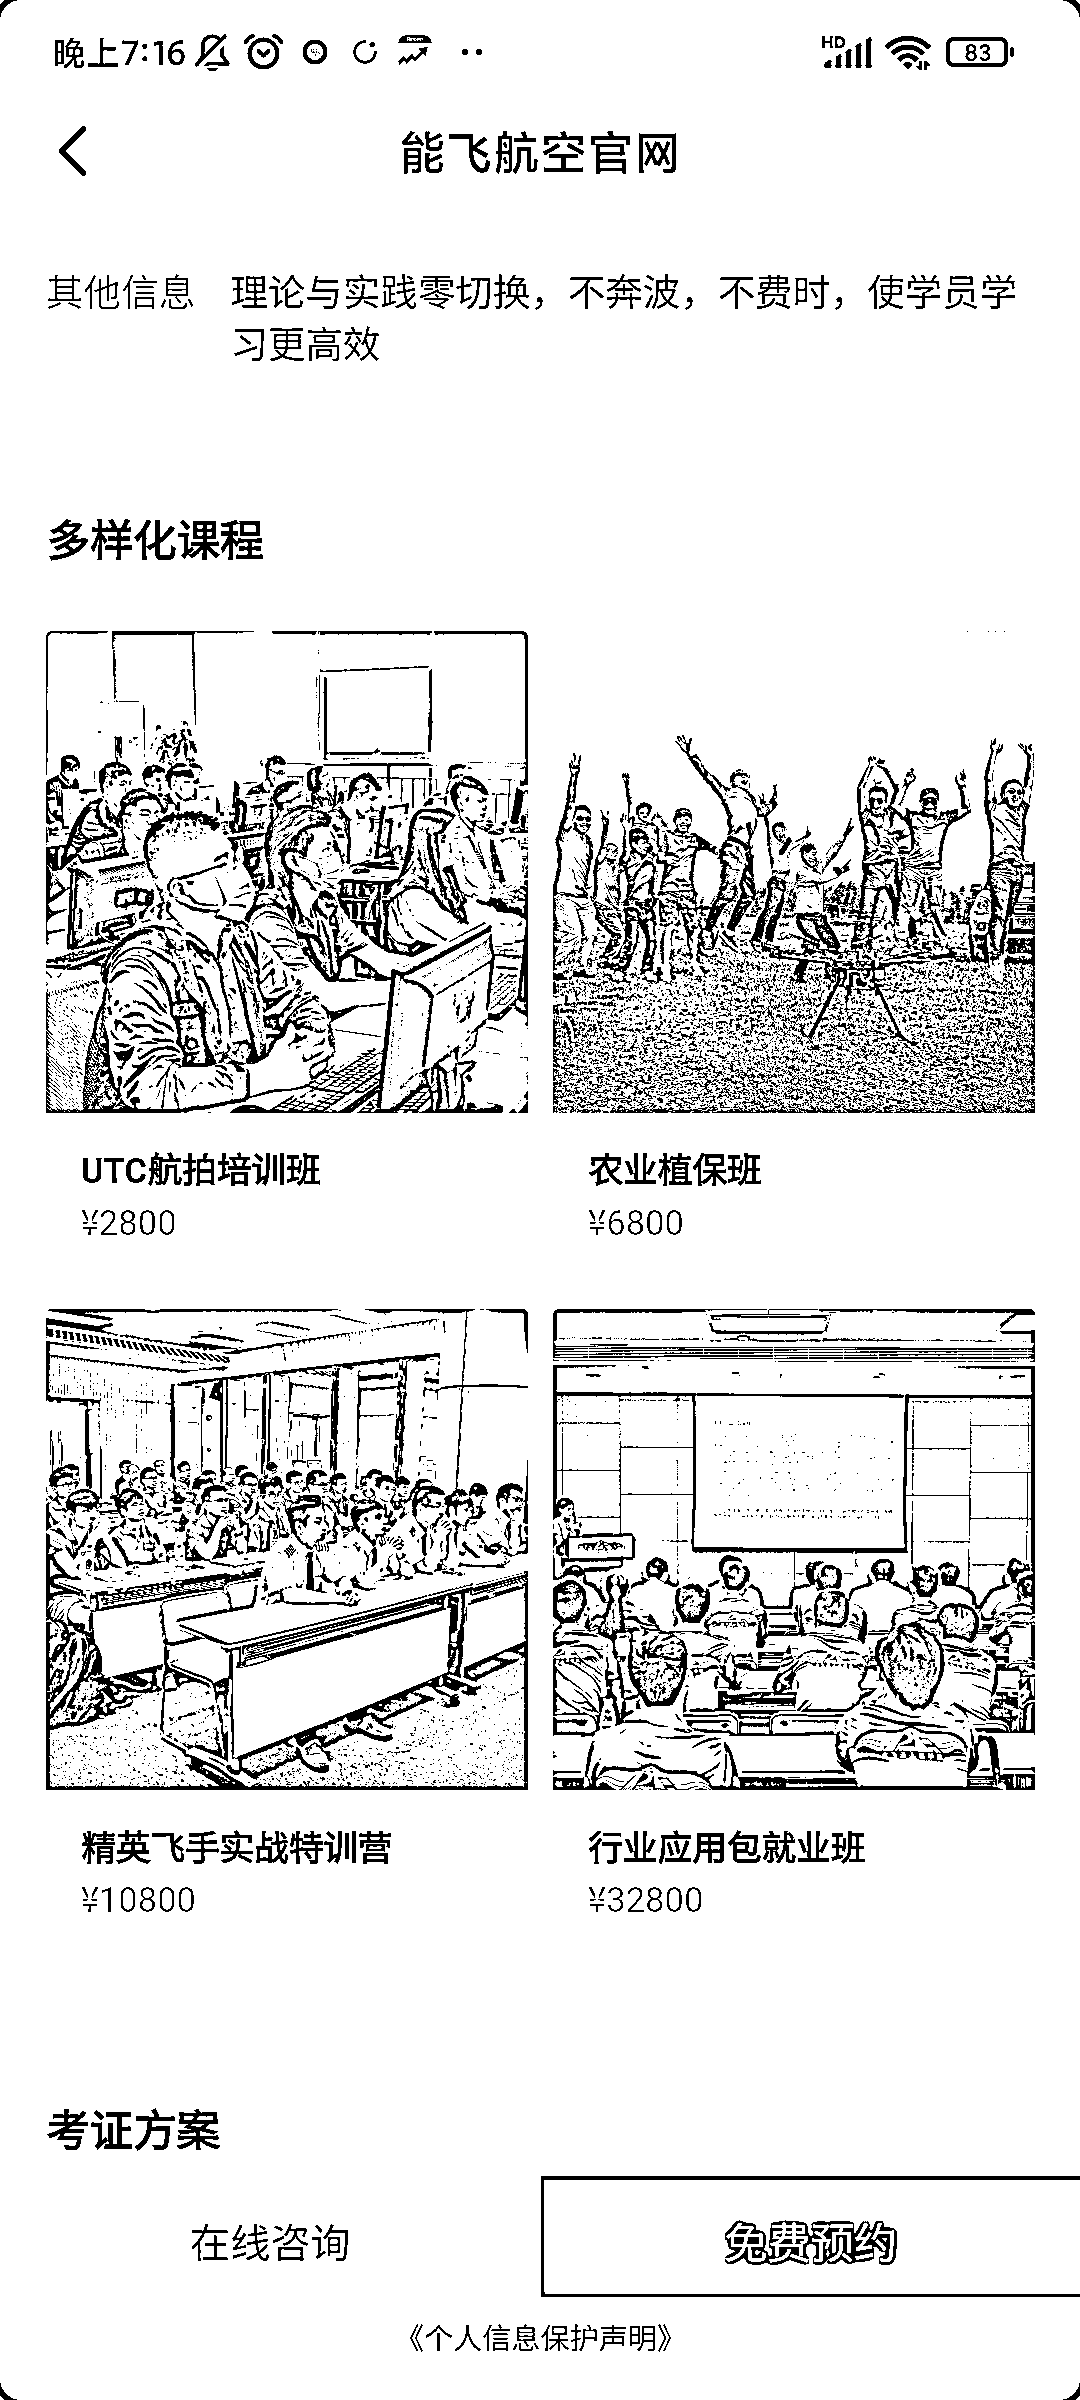 晚上7:16
HD
83
能飞航空官网
其他信息 理论与实践零切换，不奔波，不费时，使学员学
习更高效
多样化课程
UTC航拍培训班
¥2800
农业植保班
¥6800
精英飞手实战特训营
¥10800
行业应用包就业班
¥32800
考证方案
在线咨询
免费预约
《个人信息保护声明》